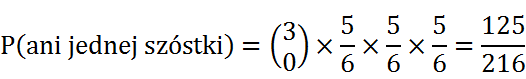 P(ani jednej szóstki) = (3 0) × 5/6 × 5/6 × 5/6 = 125/216